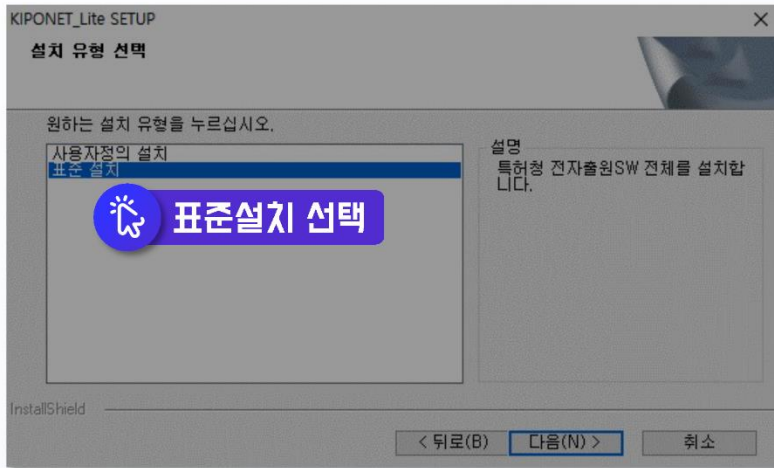 KIPONET_Lite SETUP
설치 유형 선택
원하는 설치 유형을 누르십시오.
사용자정의 설치
표준 설치
표준설치 선택
설명
특허청 전자출원SW 전체를 설치합
니다.
InstallShield
< 뒤로(B)
다음(N) >
취소